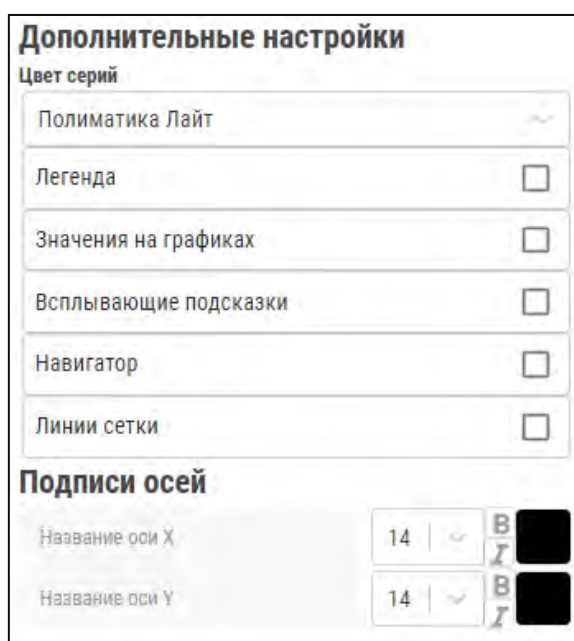 Дополнительные настройки
Цвет серий
Полиматика Лайт
Легенда
Значения на графиках
Всплывающие подсказки
Навигатор
Линии сетки
Подписи осей
Название оси X 14 B
I
Название оси Y 14 B
I